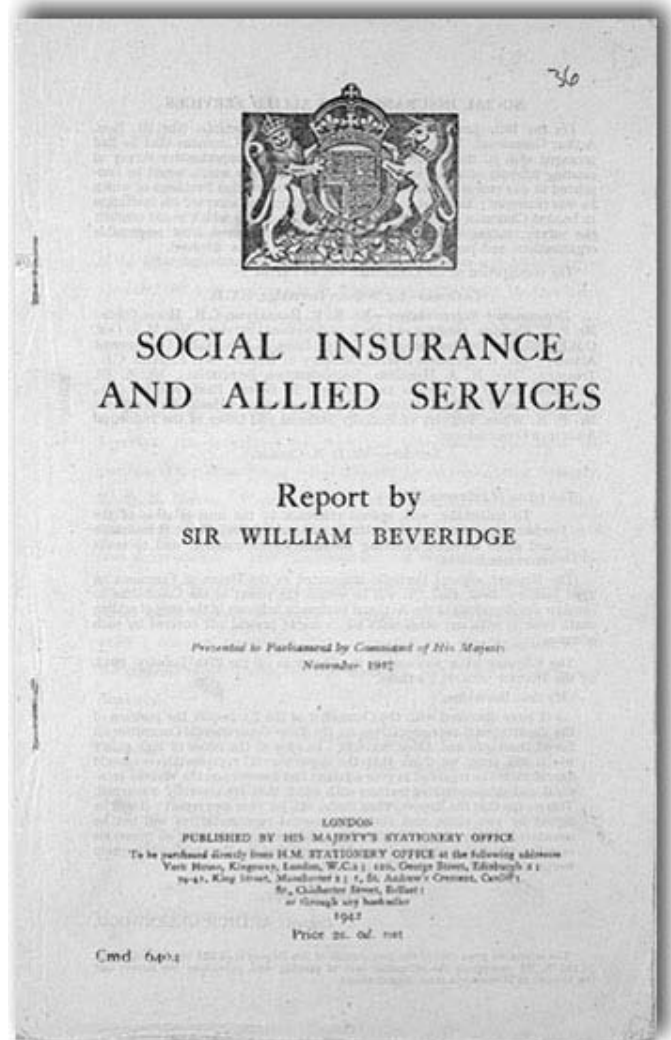 36
SOCIAL INSURANCE
AND ALLIED SERVICES
Report by
SIR WILLIAM BEVERIDGE
Presented to Parliament by Command of His Majesty
November 1942
LONDON
PUBLISHED BY HIS MAJESTY'S STATIONERY OFFICE
To be purchased directly from H.M. STATIONERY OFFICE at the following addresses
York House, Kingsway, London, W.C.2; 120, George Street, Edinburgh 2;
39-41, King Street, Manchester 2; 1, St. Andrew's Crescent, Cardiff;
Chichester Street, Belfast;
or through any bookseller
1942
Price 2s. 0d. net
Cmd. 6404